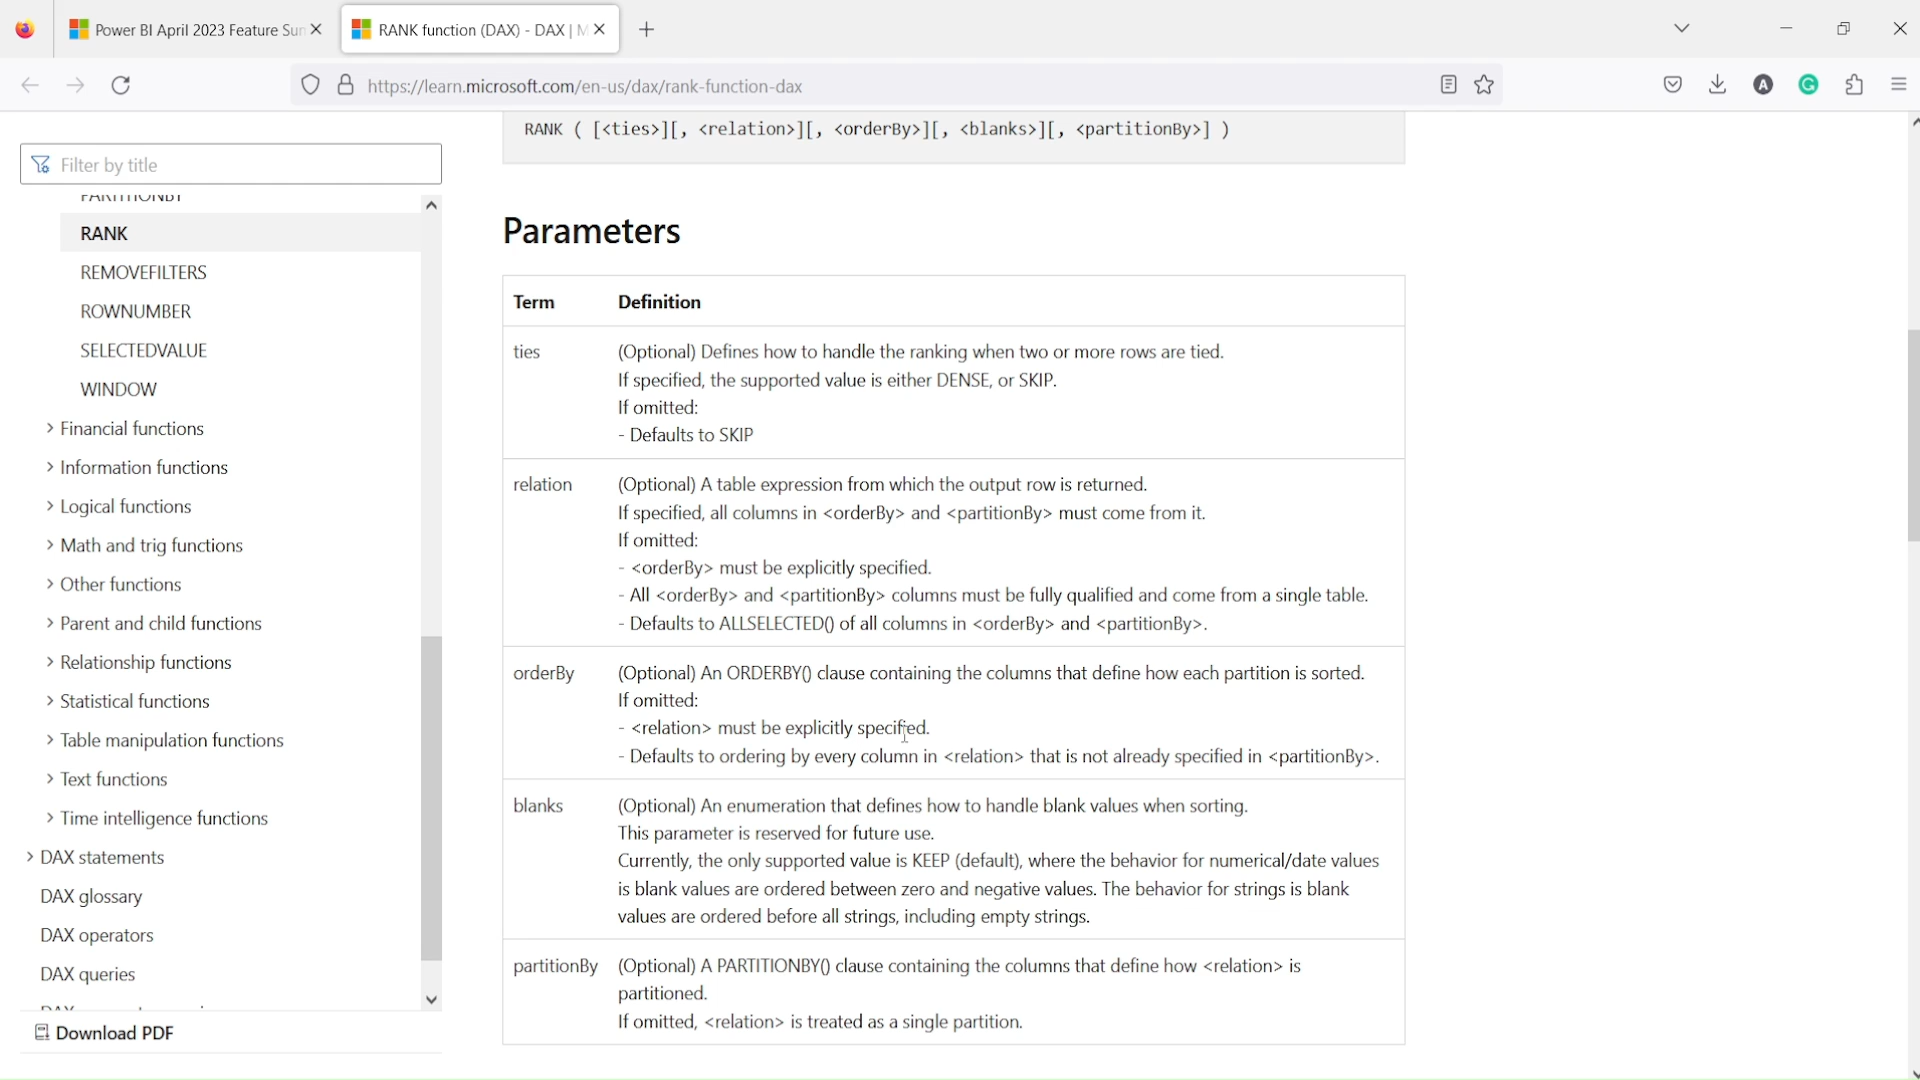 Power BI April 2023 Feature Sun
RANK function (DAX) - DAX | M
https://learn.microsoft.com/en-us/dax/rank-function-dax
A
G
Filter by title
PARTITIONBY
RANK
REMOVEFILTERS
ROWNUMBER
SELECTEDVALUE
WINDOW
Financial functions
Information functions
Logical functions
Math and trig functions
Other functions
Parent and child functions
Relationship functions
Statistical functions
Table manipulation functions
Text functions
Time intelligence functions
DAX statements
DAX glossary
DAX operators
DAX queries
Download PDF
RANK ( [<ties>][, <relation>][, <orderBy>][, <blanks>][, <partitionBy>] )
Parameters
Term Definition
ties (Optional) Defines how to handle the ranking when two or more rows are tied.
If specified, the supported value is either DENSE, or SKIP.
If omitted:
- Defaults to SKIP
relation (Optional) A table expression from which the output row is returned.
If specified, all columns in <orderBy> and <partitionBy> must come from it.
If omitted:
- <orderBy> must be explicitly specified.
- All <orderBy> and <partitionBy> columns must be fully qualified and come from a single table.
- Defaults to ALLSELECTED() of all columns in <orderBy> and <partitionBy>.
orderBy (Optional) An ORDERBY() clause containing the columns that define how each partition is sorted.
If omitted:
- <relation> must be explicitly specified.
- Defaults to ordering by every column in <relation> that is not already specified in <partitionBy>.
blanks (Optional) An enumeration that defines how to handle blank values when sorting.
This parameter is reserved for future use.
Currently, the only supported value is KEEP (default), where the behavior for numerical/date values
is blank values are ordered between zero and negative values. The behavior for strings is blank
values are ordered before all strings, including empty strings.
partitionBy (Optional) A PARTITIONBY() clause containing the columns that define how <relation> is
partitioned.
If omitted, <relation> is treated as a single partition.